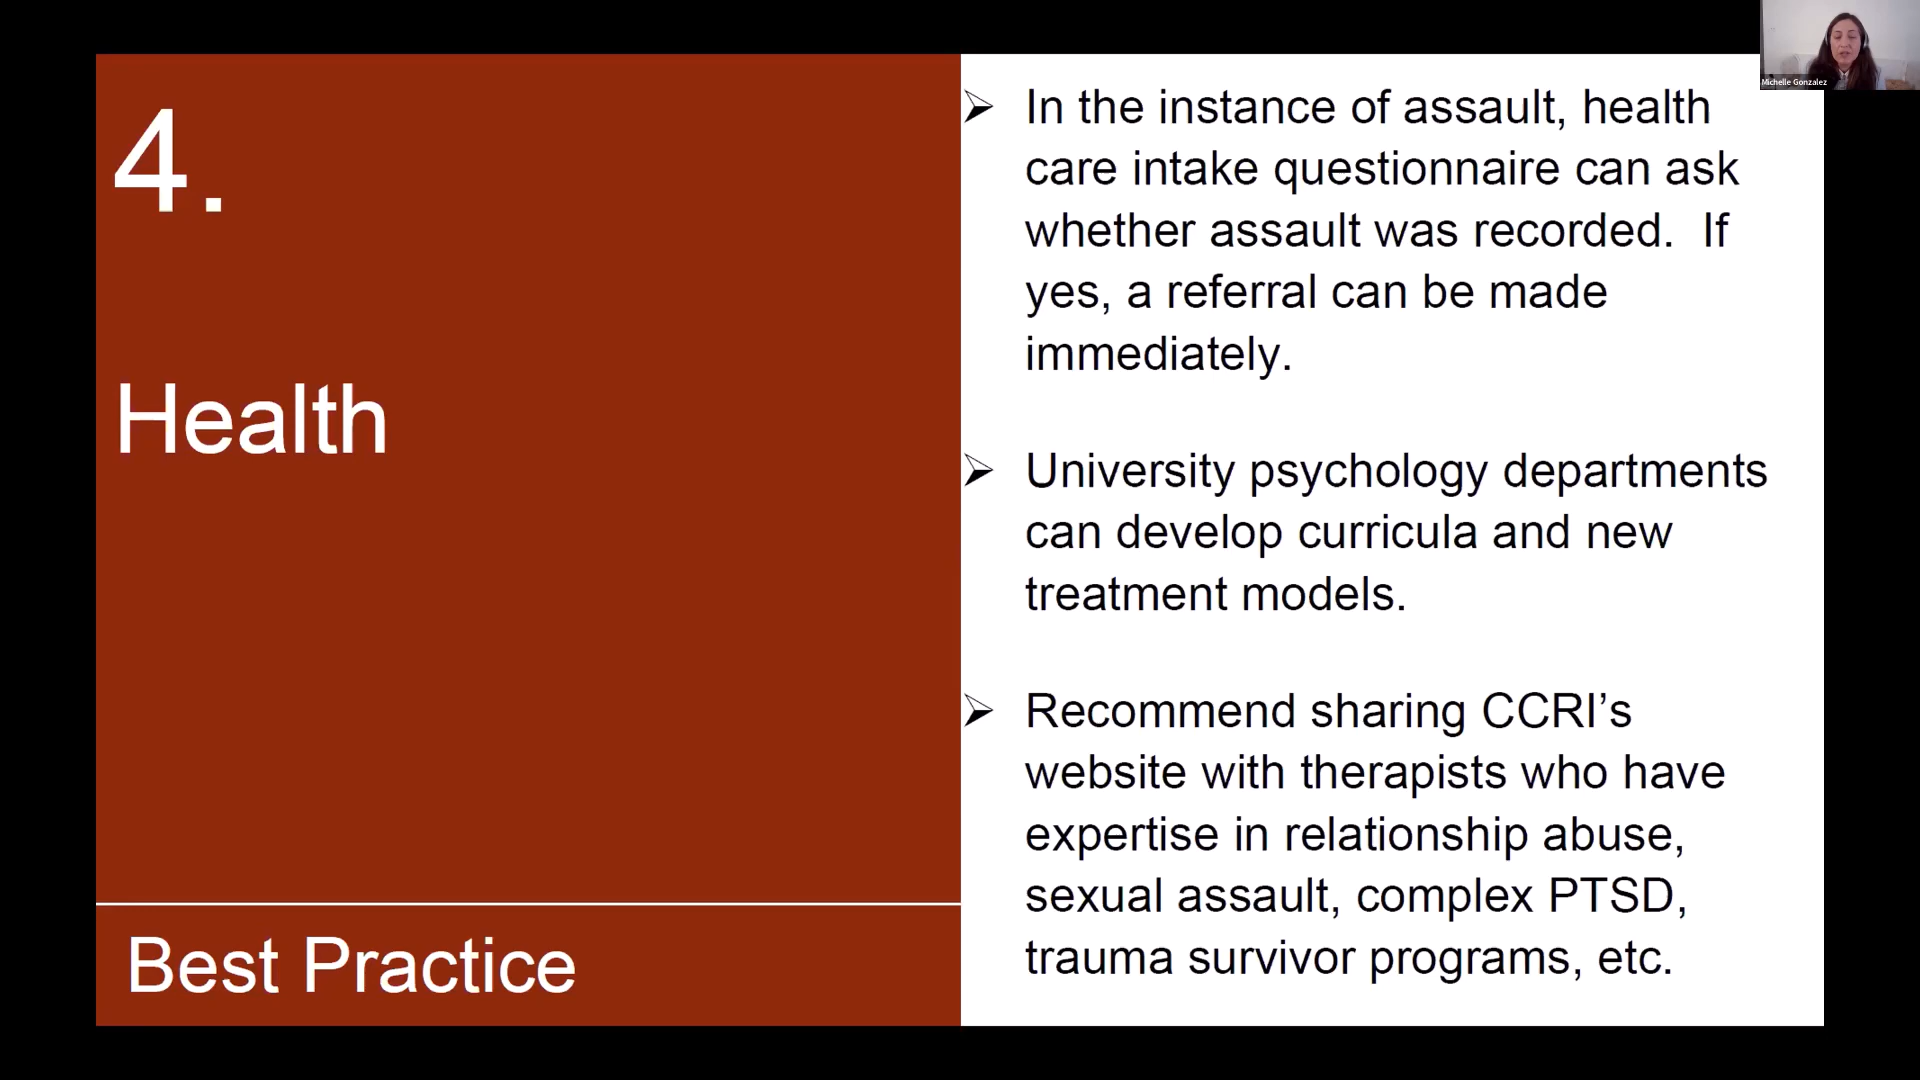 4.
Health
Best Practice
➢ In the instance of assault, health
care intake questionnaire can ask
whether assault was recorded.  If
yes, a referral can be made
immediately.
➢ University psychology departments
can develop curricula and new
treatment models.
➢ Recommend sharing CCRI’s
website with therapists who have
expertise in relationship abuse,
sexual assault, complex PTSD,
trauma survivor programs, etc.
Michelle Gonzalez